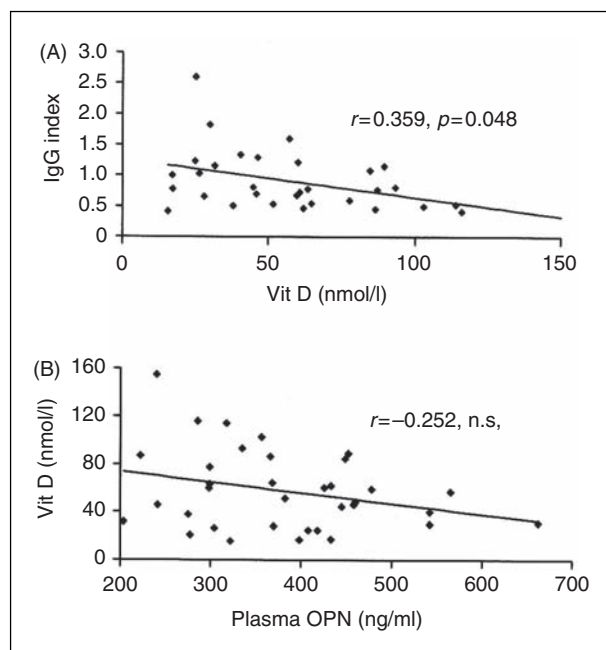 (A)
3.0
2.5
2.0
1.5
1.0
0.5
0
IgG index
r=0.359, p=0.048
0 50 100 150
Vit D (nmol/l)
(B)
160
120
80
40
0
Vit D (nmol/l)
r=−0.252, n.s,
200 300 400 500 600 700
Plasma OPN (ng/ml)